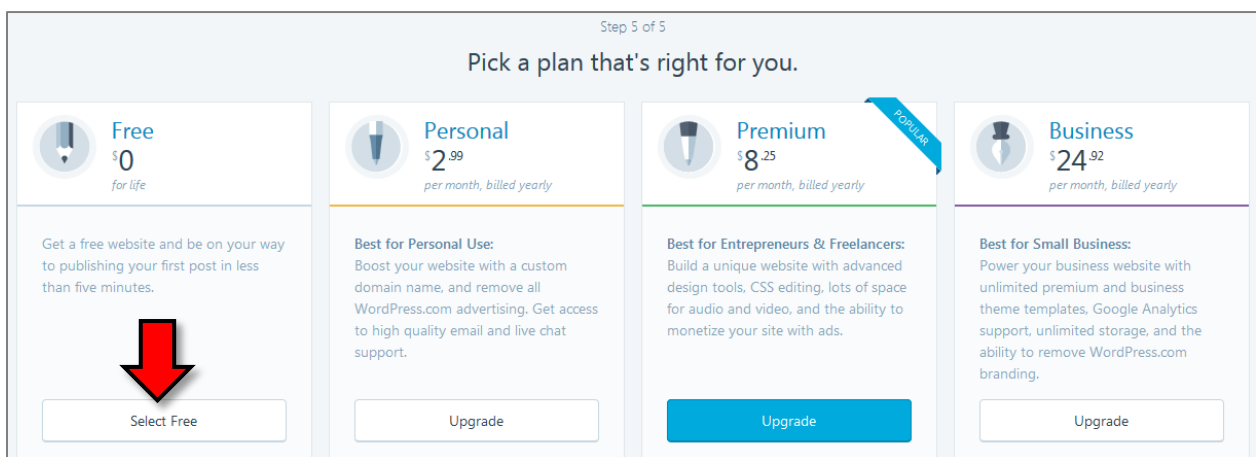 Step 5 of 5
Pick a plan that's right for you.
Free
$0
for life
Get a free website and be on your way
to publishing your first post in less
than five minutes.
Select Free
Personal
$2.99
per month, billed yearly
Best for Personal Use:
Boost your website with a custom
domain name, and remove all
WordPress.com advertising. Get access
to high quality email and live chat
support.
Upgrade
Premium
POPULAR
$8.25
per month, billed yearly
Best for Entrepreneurs & Freelancers:
Build a unique website with advanced
design tools, CSS editing, lots of space
for audio and video, and the ability to
monetize your site with ads.
Upgrade
Business
$24.92
per month, billed yearly
Best for Small Business:
Power your business website with
unlimited premium and business
theme templates, Google Analytics
support, unlimited storage, and the
ability to remove WordPress.com
branding.
Upgrade